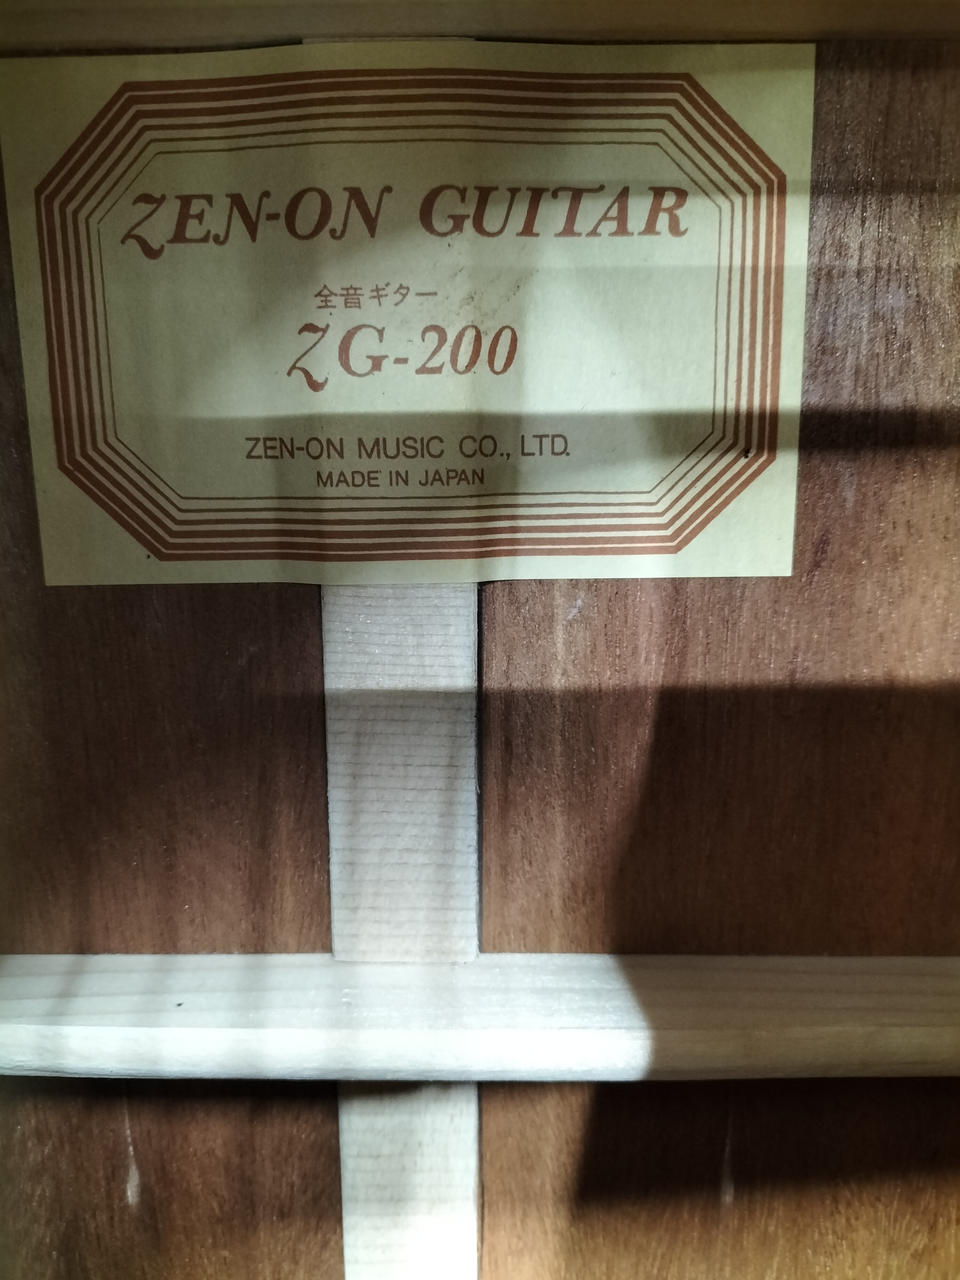 ZEN-ON GUITAR
全音ギター
ZG-200
ZEN-ON MUSIC CO., LTD.
MADE IN JAPAN